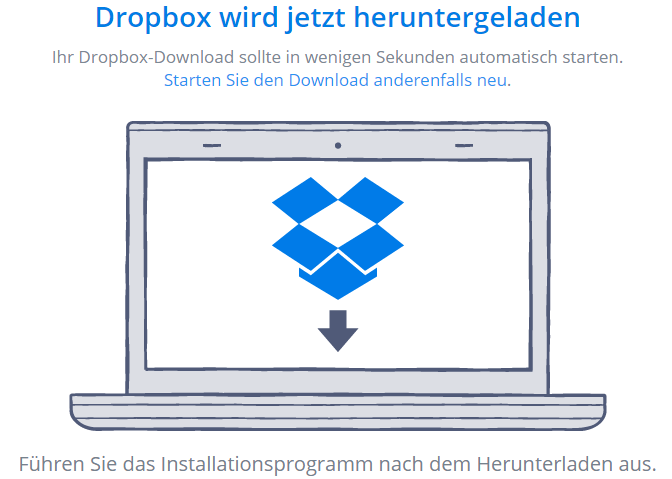 Dropbox wird jetzt heruntergeladen
Ihr Dropbox-Download sollte in wenigen Sekunden automatisch starten.
Starten Sie den Download anderenfalls neu.
Führen Sie das Installationsprogramm nach dem Herunterladen aus.